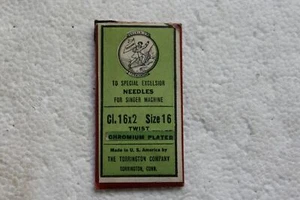 10 SPECIAL EXCELSIOR
NEEDLES
FOR SINGER MACHINE
Cl. 16x2 Size 16
TWIST
CHROMIUM PLATED
Made in U. S. America by
THE TORRINGTON COMPANY
TORRINGTON, CONN.